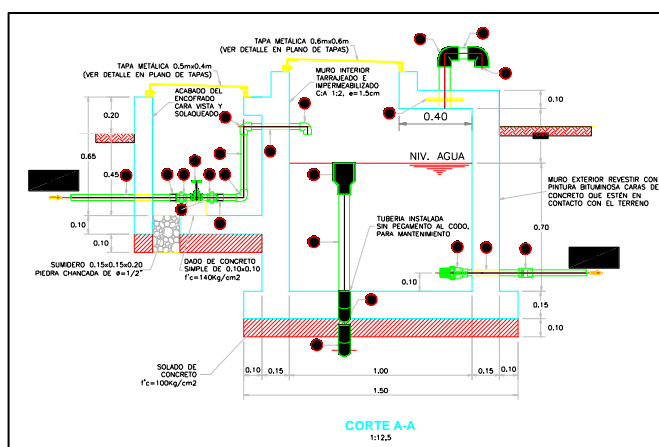 TAPA METÁLICA 0.6mx0.6m
(VER DETALLE EN PLANO DE TAPAS)
TAPA METÁLICA 0.5mx0.4m
(VER DETALLE EN PLANO DE TAPAS)
ACABADO DEL
ENCOFRADO
CARA VISTA Y
SOLAQUEADO
MURO INTERIOR
TARRAJEADO E
IMPERMEABILIZADO
C:A 1:2, e=1.5cm
0.20
0.65
0.45
0.10
0.10
0.40
0.10
NIV. AGUA
MURO EXTERIOR REVESTIR CON
PINTURA BITUMINOSA CARAS DE
CONCRETO QUE ESTEN EN
CONTACTO CON EL TERRENO
TUBERIA INSTALADA
SIN PEGAMENTO AL CODO,
PARA MANTENIMIENTO
0.70
0.10
SUMIDERO 0.15x0.15x0.20
PIEDRA CHANCADA DE ø=1/2"
DADO DE CONCRETO
SIMPLE DE 0.10x0.10
f'c=140Kg/cm2
0.15
0.10
SOLADO DE
CONCRETO
f'c=100Kg/cm2
0.10
0.15
1.00
0.15
0.10
1.50
CORTE A-A
1:12.5